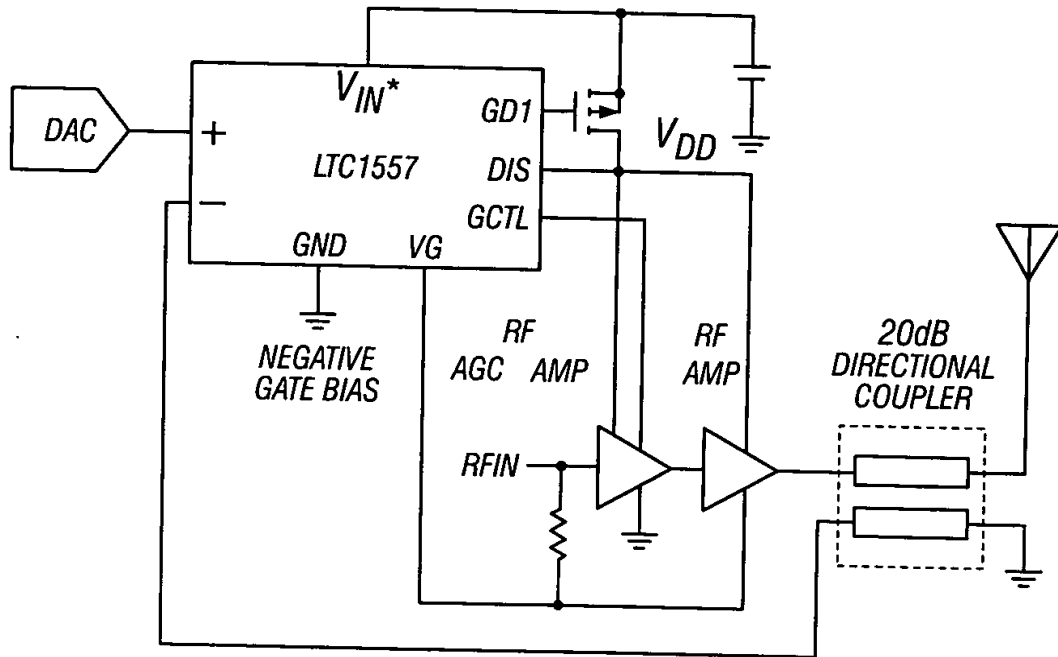 V_IN*
DAC
+
GD1
V_DD
LTC1557
DIS
−
GCTL
GND
VG
NEGATIVE
GATE BIAS
RF
AGC AMP
RF
AMP
20dB
DIRECTIONAL
COUPLER
RFIN